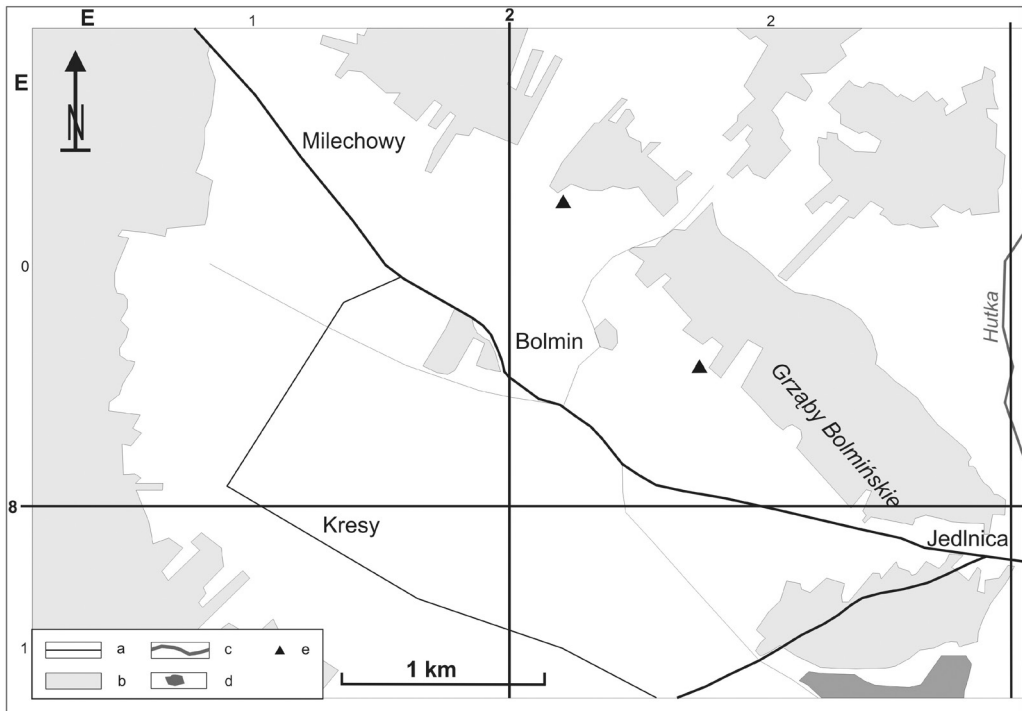 E
1
2
2
E
N
Milechowy
0
Hutka
Bolmin
Grząby Bolmińskie
8
Kresy
Jedlnica
1
a
c
e
b
d
1 km